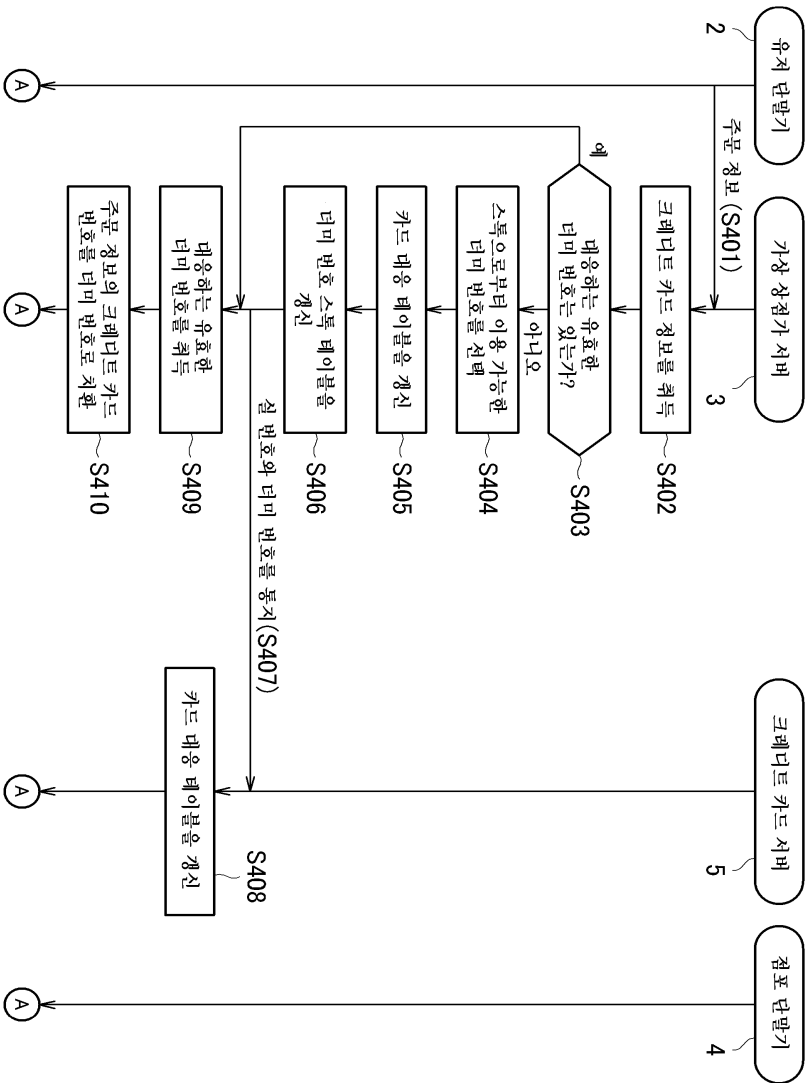 유저 단말기
2
가상 상점가 서버
3
크레디트 카드 서버
5
점포 단말기
4
주문 정보 (S401)
크레디트 카드 정보를 취득
S402
대응하는 유효한
더미 번호는 있는가?
S403
예
아니오
스톡으로부터 이용 가능한
더미 번호를 선택
S404
카드 대응 테이블을 갱신
S405
더미 번호 스톡 테이블을
갱신
S406
실 번호와 더미 번호를 통지(S407)
카드 대응 테이블을 갱신
S408
대응하는 유효한
더미 번호를 취득
S409
주문 정보의 크레디트 카드
번호를 더미 번호로 치환
S410
A
A
A
A